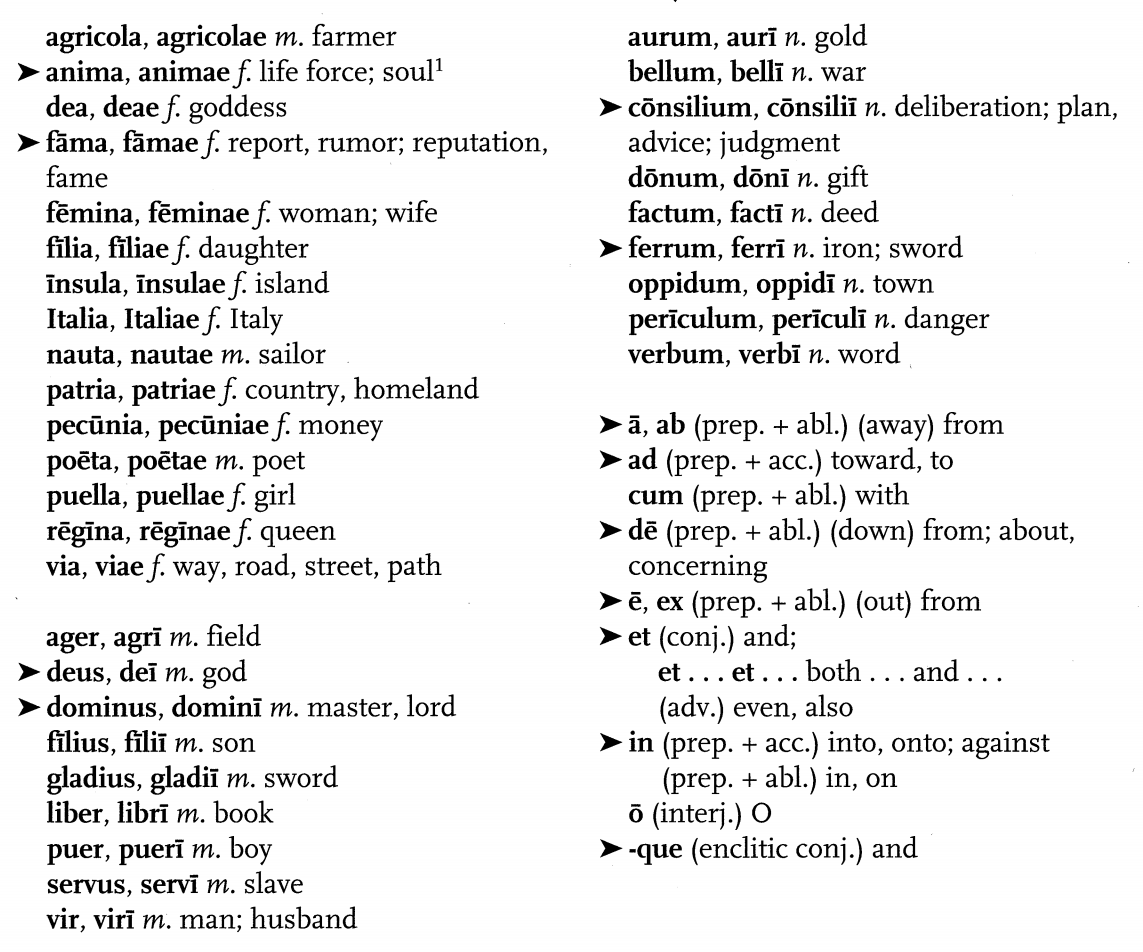 agricola, agricolae m. farmer
➤ anima, animae f. life force; soul¹
dea, deae f. goddess
➤ fāma, fāmae f. report, rumor; reputation,
fame
fēmina, fēminae f. woman; wife
fīlia, fīliae f. daughter
īnsula, īnsulae f. island
Italia, Italiae f. Italy
nauta, nautae m. sailor
patria, patriae f. country, homeland
pecūnia, pecūniae f. money
poēta, poētae m. poet
puella, puellae f. girl
rēgīna, rēgīnae f. queen
via, viae f. way, road, street, path
ager, agrī m. field
➤ deus, deī m. god
➤ dominus, dominī m. master, lord
fīlius, fīliī m. son
gladius, gladiī m. sword
liber, librī m. book
puer, puerī m. boy
servus, servī m. slave
vir, virī m. man; husband
aurum, aurī n. gold
bellum, bellī n. war
➤ cōnsilium, cōnsiliī n. deliberation; plan,
advice; judgment
dōnum, dōnī n. gift
factum, factī n. deed
➤ ferrum, ferrī n. iron; sword
oppidum, oppidī n. town
perīculum, perīculī n. danger
verbum, verbī n. word
➤ ā, ab (prep. + abl.) (away) from
➤ ad (prep. + acc.) toward, to
cum (prep. + abl.) with
➤ dē (prep. + abl.) (down) from; about,
concerning
➤ ē, ex (prep. + abl.) (out) from
➤ et (conj.) and;
et . . . et . . . both . . . and . . .
(adv.) even, also
➤ in (prep. + acc.) into, onto; against
(prep. + abl.) in, on
ō (interj.) O
➤ -que (enclitic conj.) and